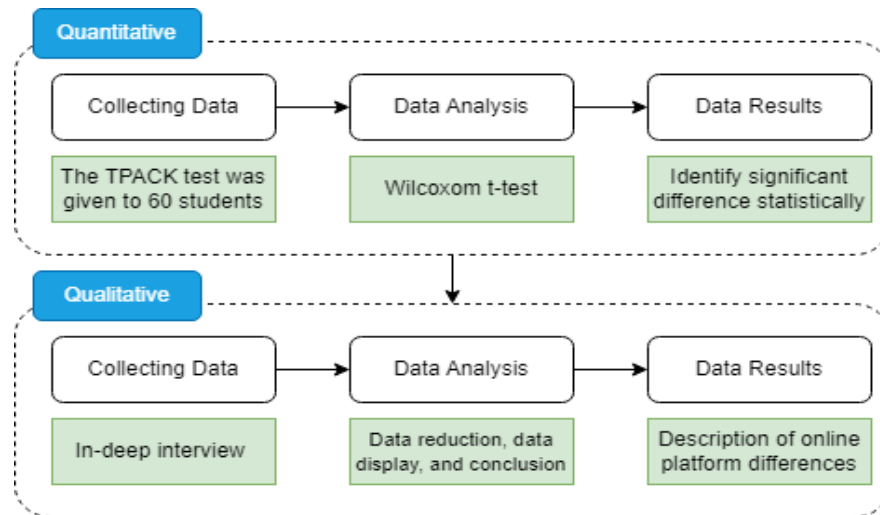 Quantitative
Collecting Data
Data Analysis
Data Results
The TPACK test was
given to 60 students
Wilcoxom t-test
Identify significant
difference statistically
Qualitative
Collecting Data
Data Analysis
Data Results
In-deep interview
Data reduction, data
display, and conclusion
Description of online
platform differences